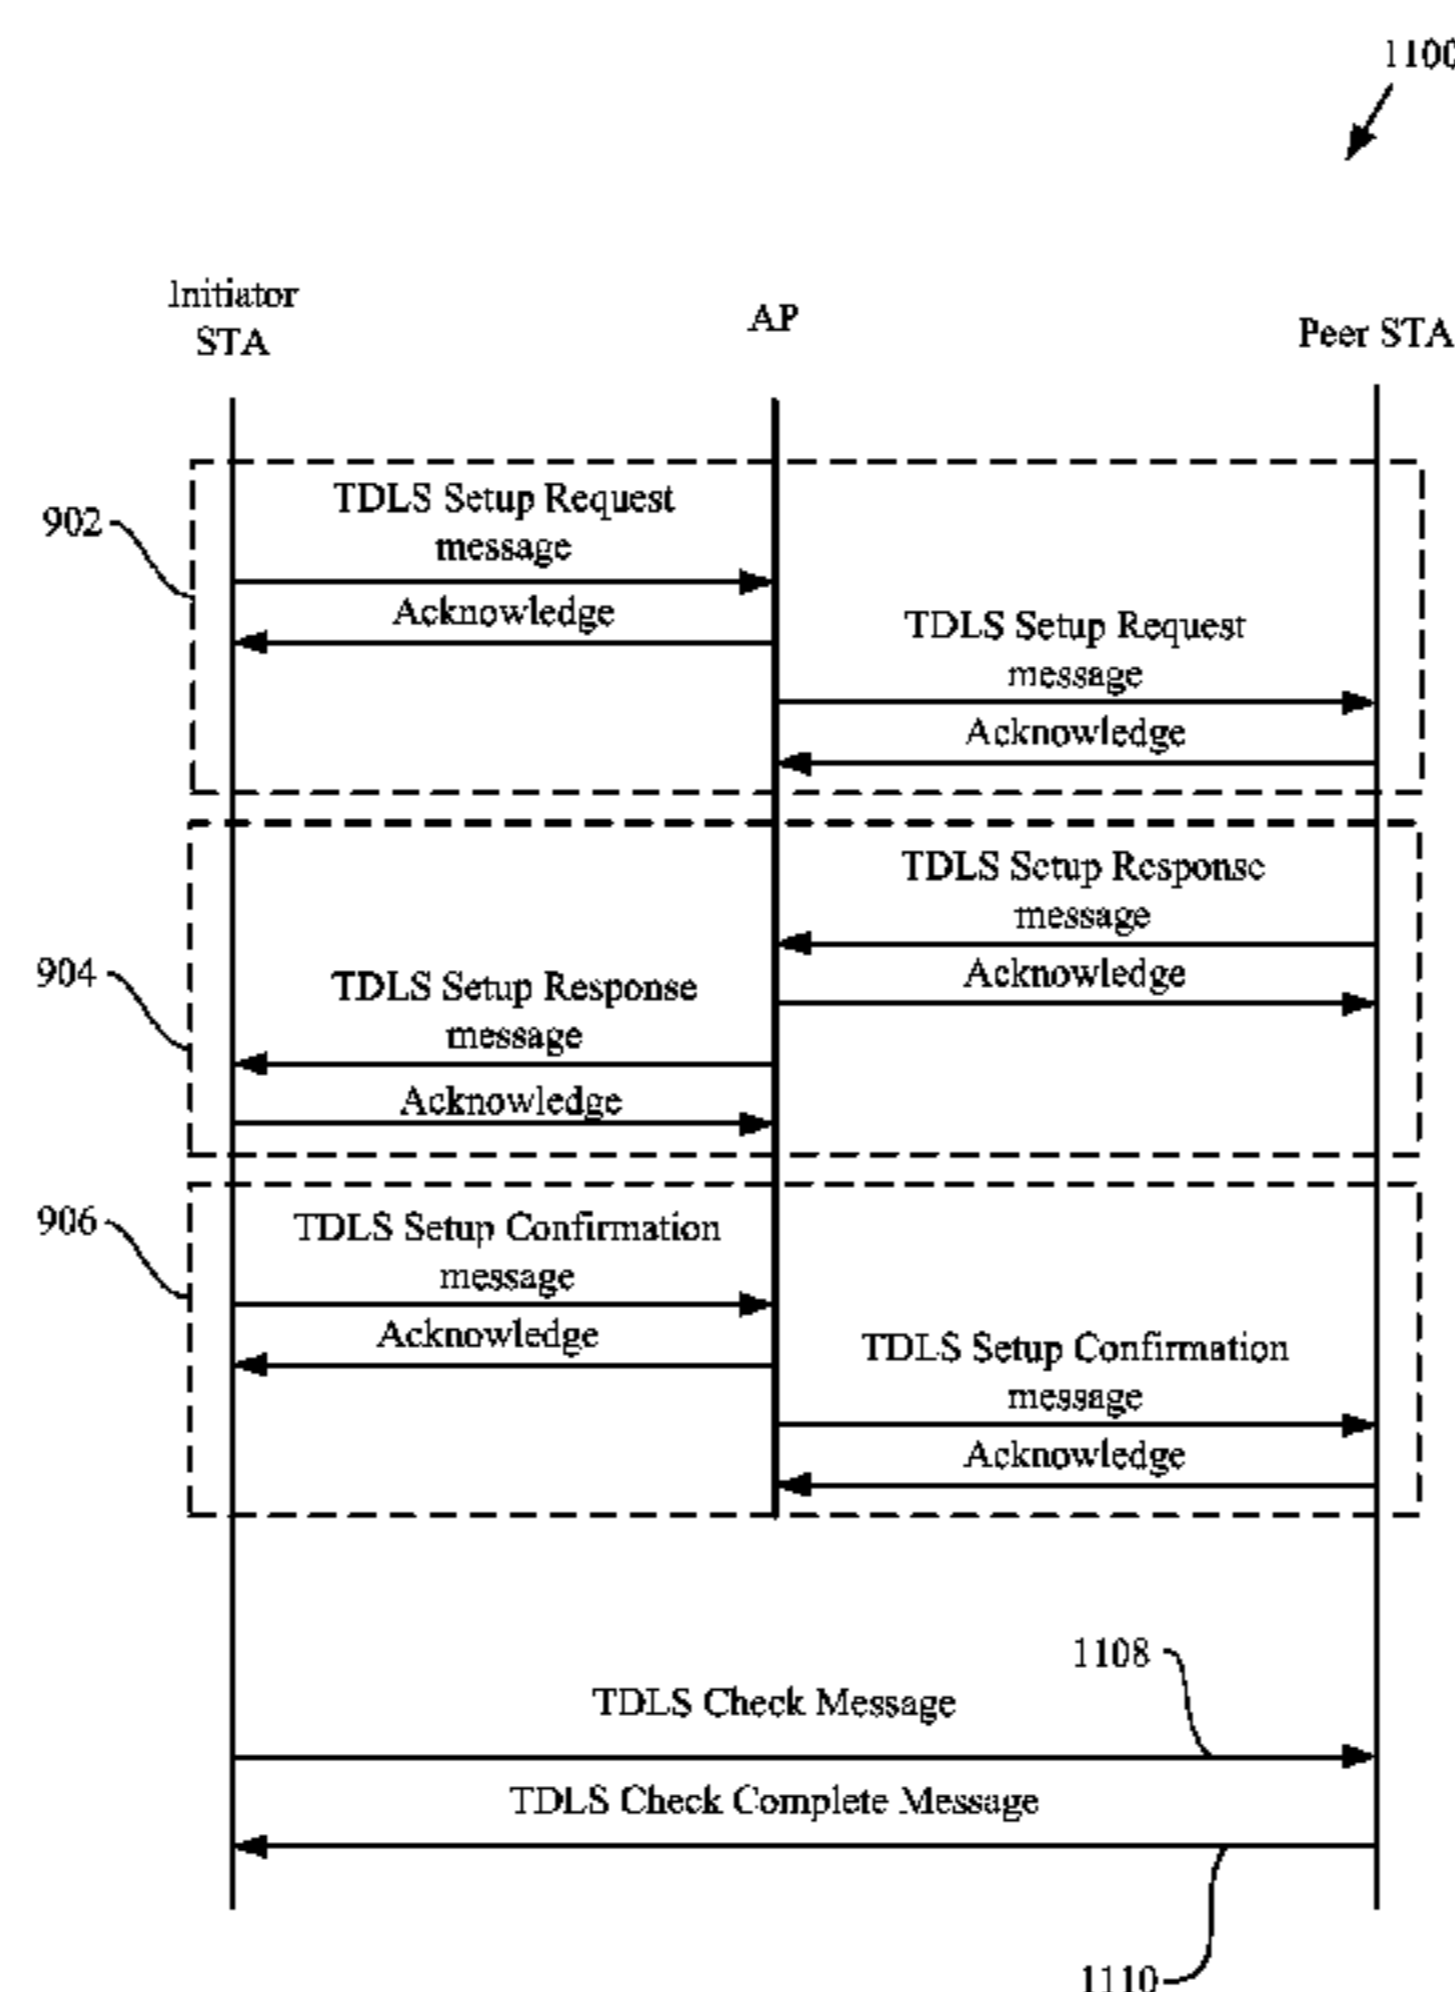 1100
Initiator
STA
AP
Peer STA
902
TDLS Setup Request
message
Acknowledge
TDLS Setup Request
message
Acknowledge
TDLS Setup Response
message
Acknowledge
904
TDLS Setup Response
message
Acknowledge
906
TDLS Setup Confirmation
message
Acknowledge
TDLS Setup Confirmation
message
Acknowledge
1108
TDLS Check Message
TDLS Check Complete Message
1110